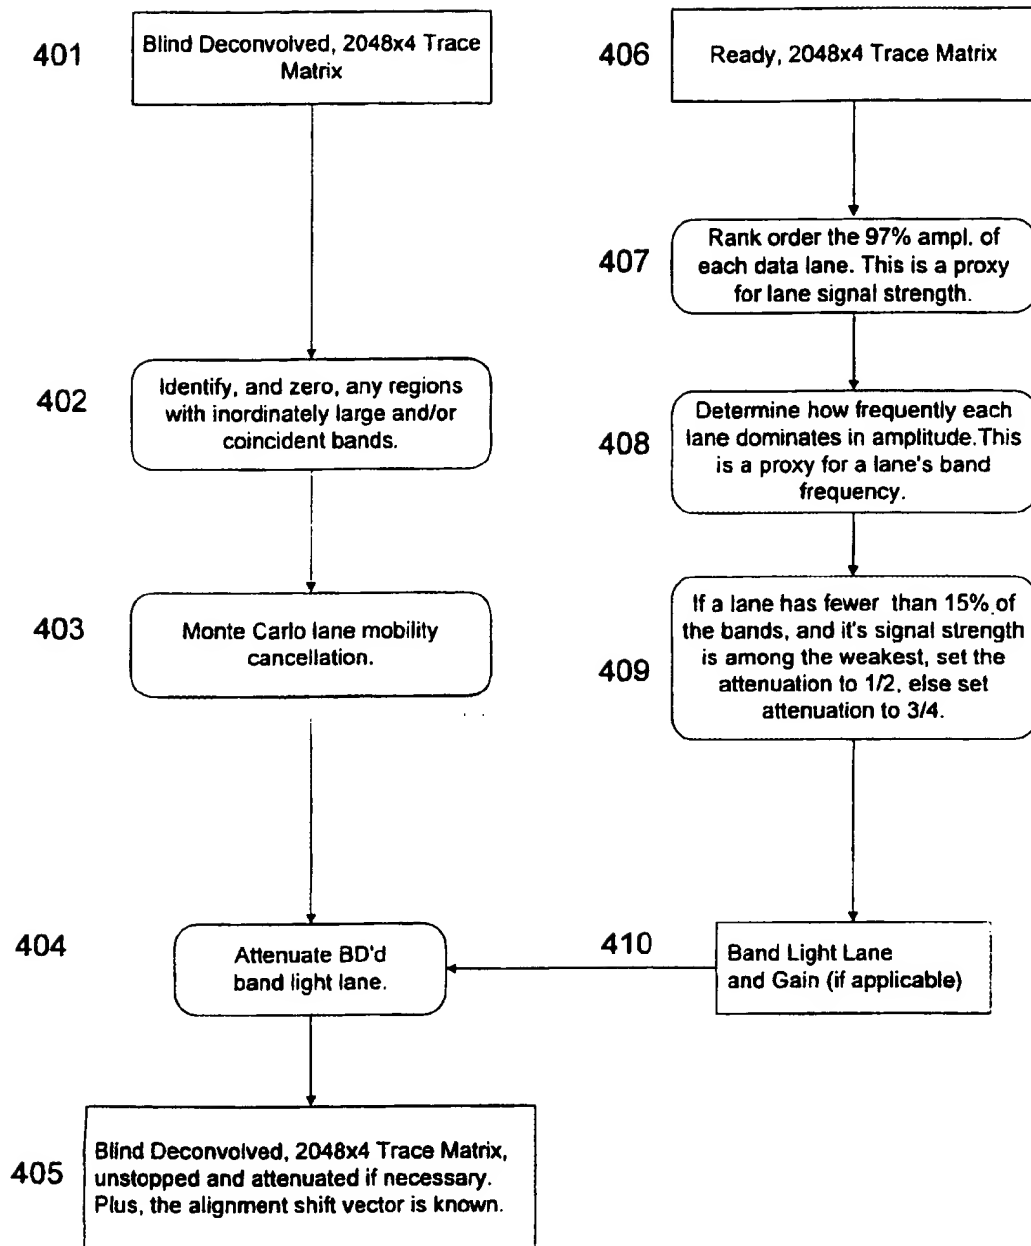 401
Blind Deconvolved, 2048x4 Trace
Matrix
402
Identify, and zero, any regions
with inordinately large and/or
coincident bands.
403
Monte Carlo lane mobility
cancellation.
404
Attenuate BD'd
band light lane.
405
Blind Deconvolved, 2048x4 Trace Matrix,
unstopped and attenuated if necessary.
Plus, the alignment shift vector is known.
406
Ready, 2048x4 Trace Matrix
407
Rank order the 97% ampl. of
each data lane. This is a proxy
for lane signal strength.
408
Determine how frequently each
lane dominates in amplitude.This
is a proxy for a lane's band
frequency.
409
If a lane has fewer than 15% of
the bands, and it's signal strength
is among the weakest, set the
attenuation to 1/2, else set
attenuation to 3/4.
410
Band Light Lane
and Gain (if applicable)